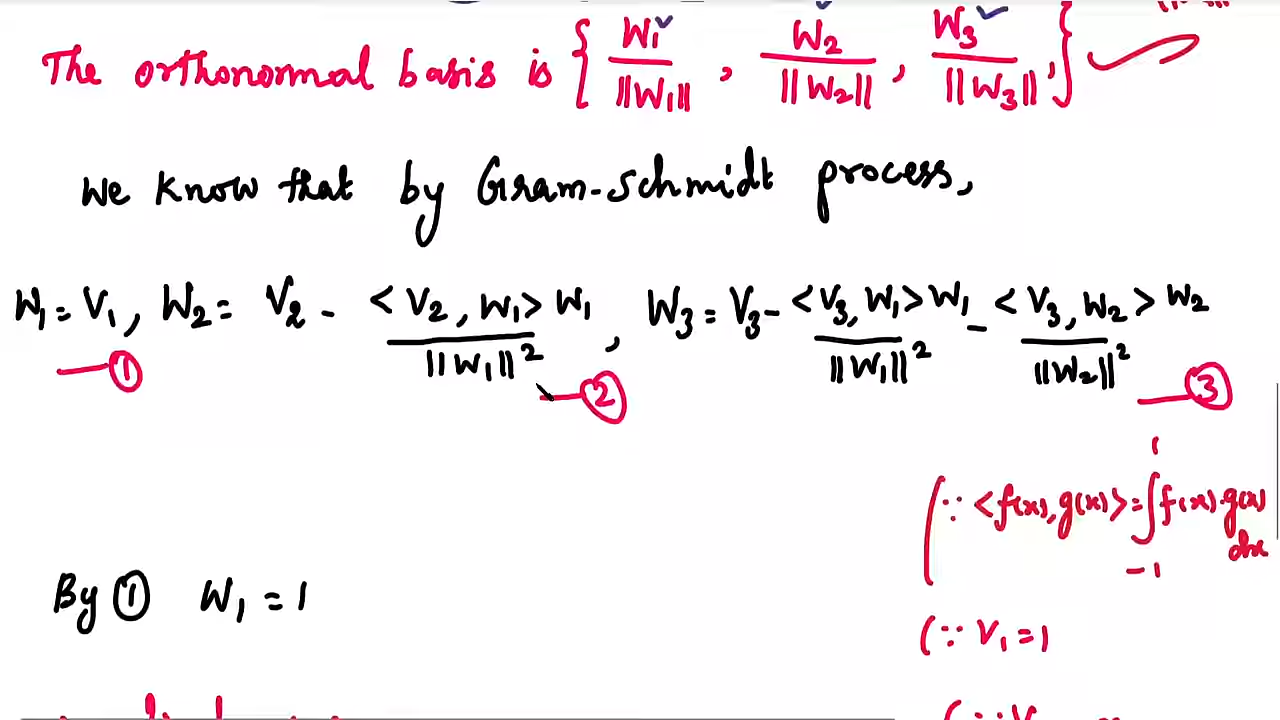 The orthonormal basis is { W1/||W1||, W2/||W2||, W3/||W3||, }
We know that by Gram-Schmidt process,
W1 = V1, W2 = V2 - <V2, W1> W1/||W1||², W3 = V3 - <V3, W1> W1/||W1||² - <V3, W2> W2/||W2||²
— ① — ② — ③
(∵ <f(x), g(x)> = ∫₋₁¹ f(x)·g(x) dx
By ① W1 = 1
(∵ V1 = 1